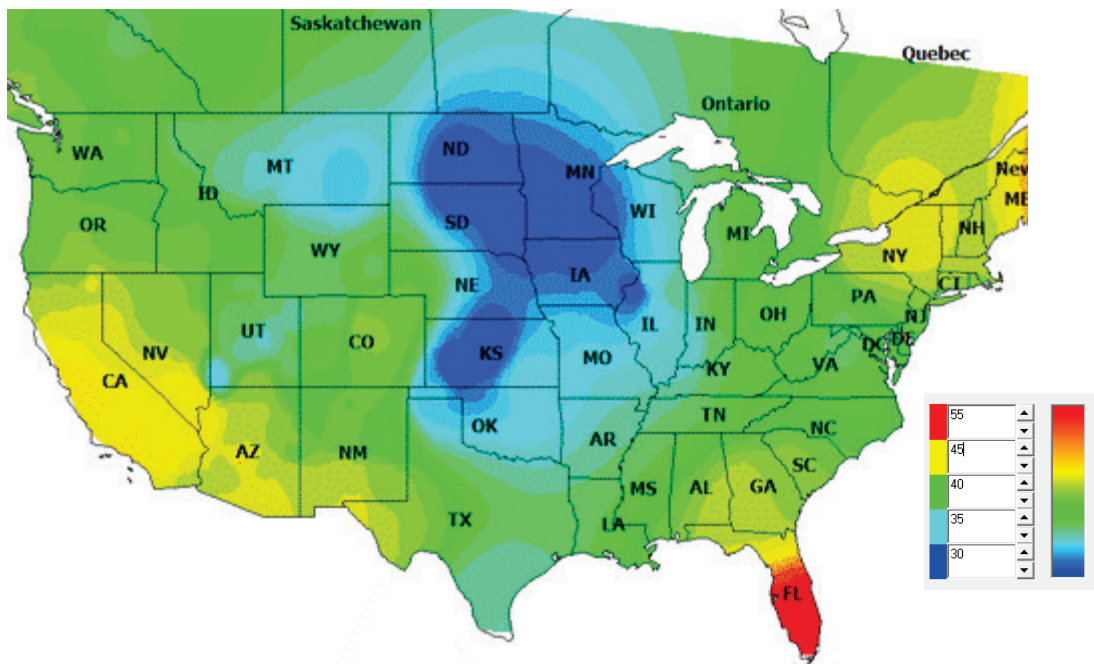 Saskatchewan
Quebec
Ontario
WA
MT
ND
MN
New
ID
ME
OR
SD
WI
MI
NH
WY
NY
NE
IA
CT
PA
NV
UT
CO
IL
IN
OH
NJ
KS
MO
DC
DE
CA
KY
VA
AZ
NM
OK
AR
TN
NC
SC
MS
AL
GA
TX
LA
FL
55
45
40
35
30